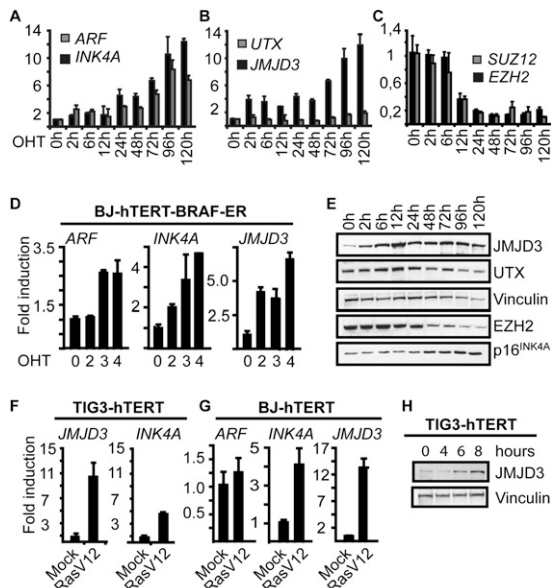 A
B
C
14
10
6
2
ARF
INK4A
OHT
0h
2h
6h
12h
24h
48h
72h
96h
120h
14
10
6
2
UTX
JMJD3
0h
2h
6h
12h
24h
48h
72h
96h
120h
1
0,6
0,2
SUZ12
EZH2
0h
2h
6h
12h
24h
48h
72h
96h
120h
D
BJ-hTERT-BRAF-ER
Fold induction
ARF
3.5
2.5
1.5
0.5
INK4A
4
2
0
JMJD3
5.0
2.5
0
OHT
0 2 3 4
0 2 3 4
0 2 3 4
E
0h 2h 6h 12h 24h 48h 72h 96h 120h
JMJD3
UTX
Vinculin
EZH2
p16INK4A
F
TIG3-hTERT
Fold induction
JMJD3
15
11
7
3
INK4A
15
11
7
3
Mock
RasV12
Mock
RasV12
G
BJ-hTERT
ARF
1.5
1.0
0.5
0
INK4A
5
3
1
JMJD3
17
12
7
2
Mock
RasV12
Mock
RasV12
Mock
RasV12
H
TIG3-hTERT
0 4 6 8 hours
JMJD3
Vinculin